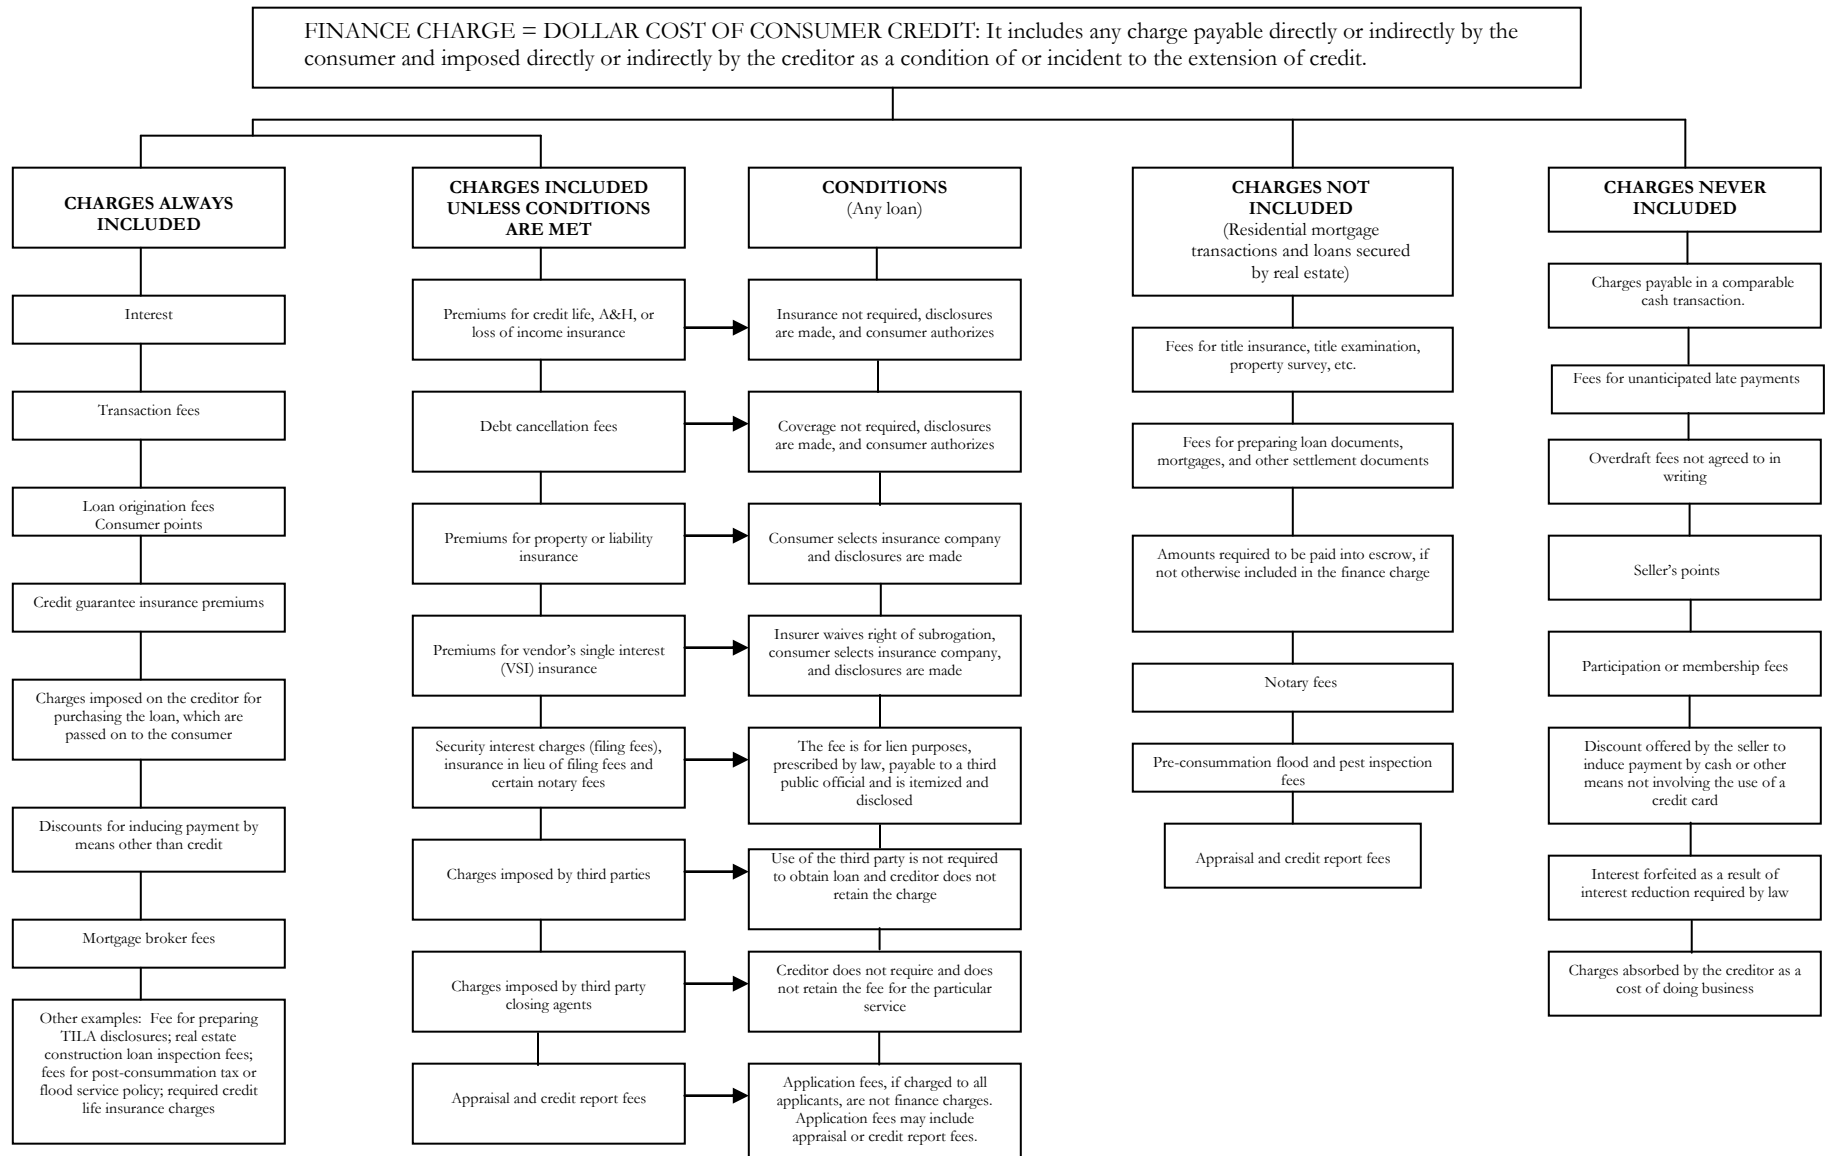 FINANCE CHARGE = DOLLAR COST OF CONSUMER CREDIT: It includes any charge payable directly or indirectly by the
consumer and imposed directly or indirectly by the creditor as a condition of or incident to the extension of credit.
CHARGES ALWAYS
INCLUDED
Interest
Transaction fees
Loan origination fees
Consumer points
Credit guarantee insurance premiums
Charges imposed on the creditor for
purchasing the loan, which are
passed on to the consumer
Discounts for inducing payment by
means other than credit
Mortgage broker fees
Other examples: Fee for preparing
TILA disclosures; real estate
construction loan inspection fees;
fees for post-consummation tax or
flood service policy; required credit
life insurance charges
CHARGES INCLUDED
UNLESS CONDITIONS
ARE MET
Premiums for credit life, A&H, or
loss of income insurance
Debt cancellation fees
Premiums for property or liability
insurance
Premiums for vendor's single interest
(VSI) insurance
Security interest charges (filing fees),
insurance in lieu of filing fees and
certain notary fees
Charges imposed by third parties
Charges imposed by third party
closing agents
Appraisal and credit report fees
CONDITIONS
(Any loan)
Insurance not required, disclosures
are made, and consumer authorizes
Coverage not required, disclosures
are made, and consumer authorizes
Consumer selects insurance company
and disclosures are made
Insurer waives right of subrogation,
consumer selects insurance company,
and disclosures are made
The fee is for lien purposes,
prescribed by law, payable to a third
public official and is itemized and
disclosed
Use of the third party is not required
to obtain loan and creditor does not
retain the charge
Creditor does not require and does
not retain the fee for the particular
service
Application fees, if charged to all
applicants, are not finance charges.
Application fees may include
appraisal or credit report fees.
CHARGES NOT
INCLUDED
(Residential mortgage
transactions and loans secured
by real estate)
Fees for title insurance, title examination,
property survey, etc.
Fees for preparing loan documents,
mortgages, and other settlement documents
Amounts required to be paid into escrow, if
not otherwise included in the finance charge
Notary fees
Pre-consummation flood and pest inspection
fees
Appraisal and credit report fees
CHARGES NEVER
INCLUDED
Charges payable in a comparable
cash transaction.
Fees for unanticipated late payments
Overdraft fees not agreed to in
writing
Seller's points
Participation or membership fees
Discount offered by the seller to
induce payment by cash or other
means not involving the use of a
credit card
Interest forfeited as a result of
interest reduction required by law
Charges absorbed by the creditor as a
cost of doing business